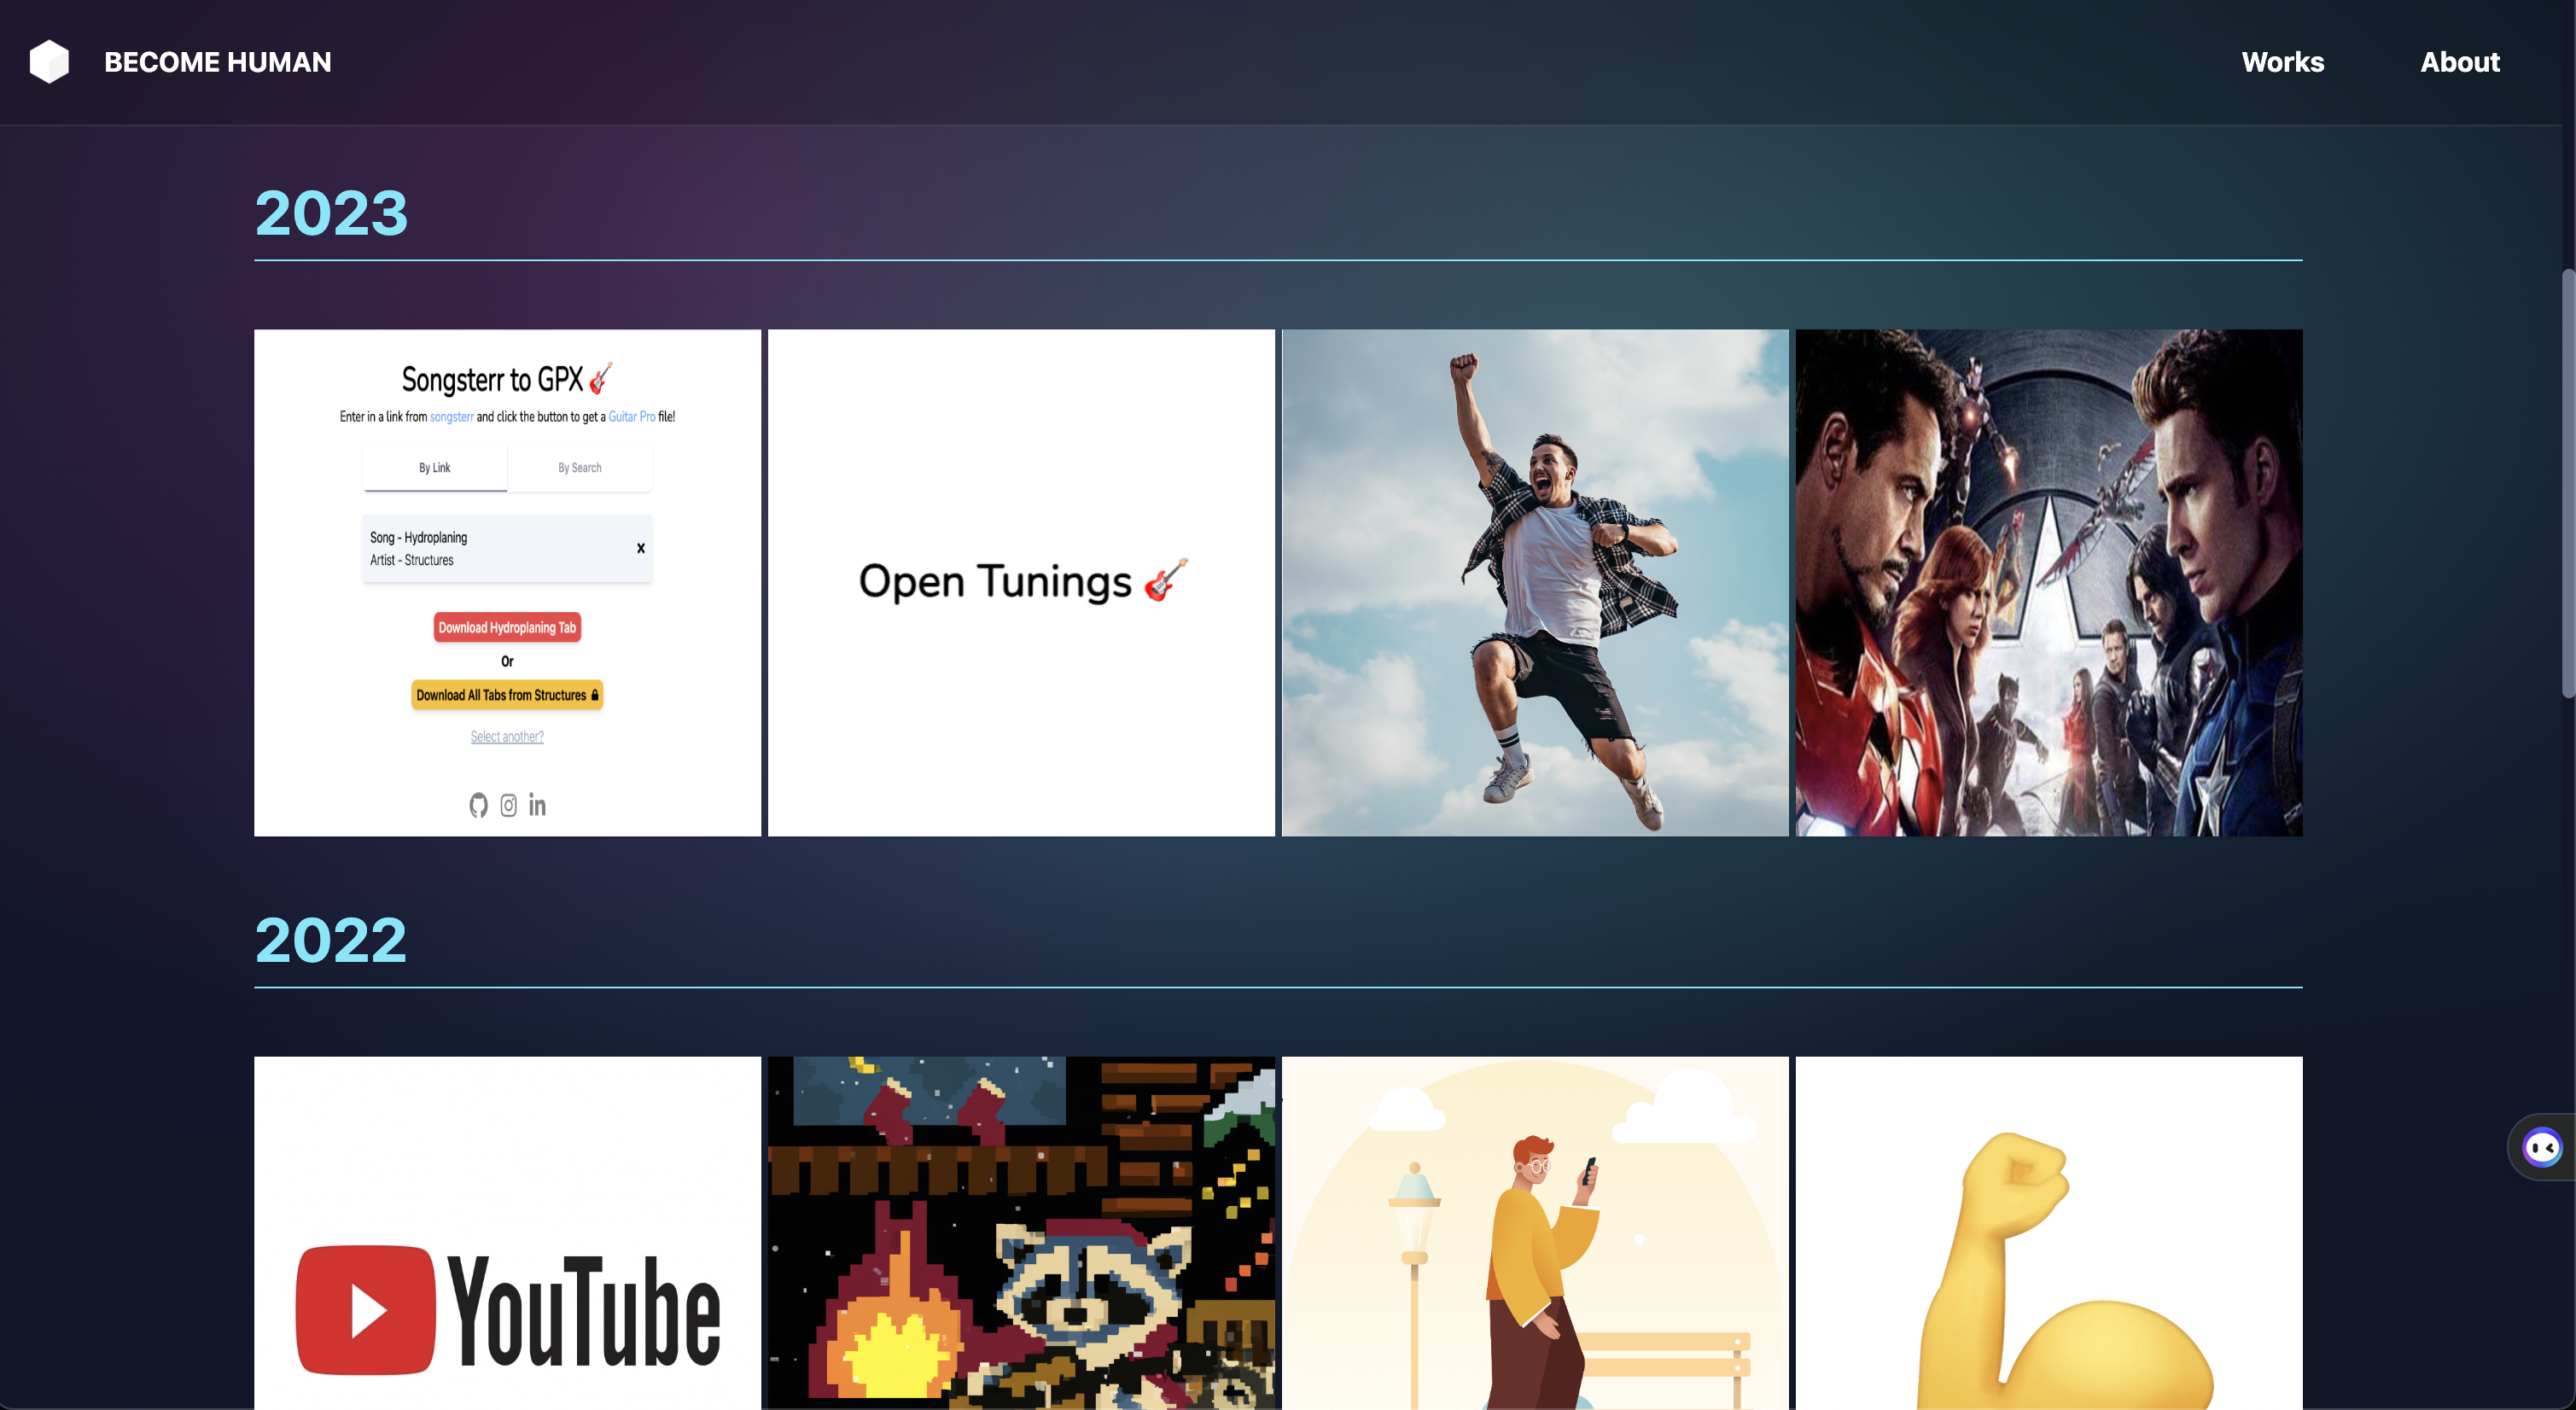 BECOME HUMAN
Works
About
2023
Songsterr to GPX 🎸
Enter in a link from songsterr and click the button to get a Guitar Pro file!
By Link
By Search
Song - Hydroplaning
Artist - Structures
x
Download Hydroplaning Tab
Or
Download All Tabs from Structures
Select another?
in
Open Tunings 🎸
2022
YouTube